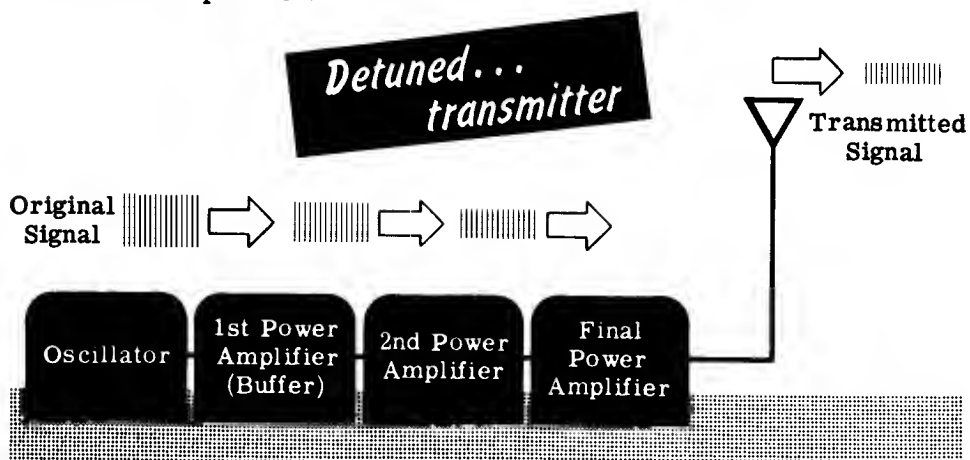 Detuned...
transmitter
Transmitted
Signal
Original
Signal
Oscillator
1st Power
Amplifier
(Buffer)
2nd Power
Amplifier
Final
Power
Amplifier